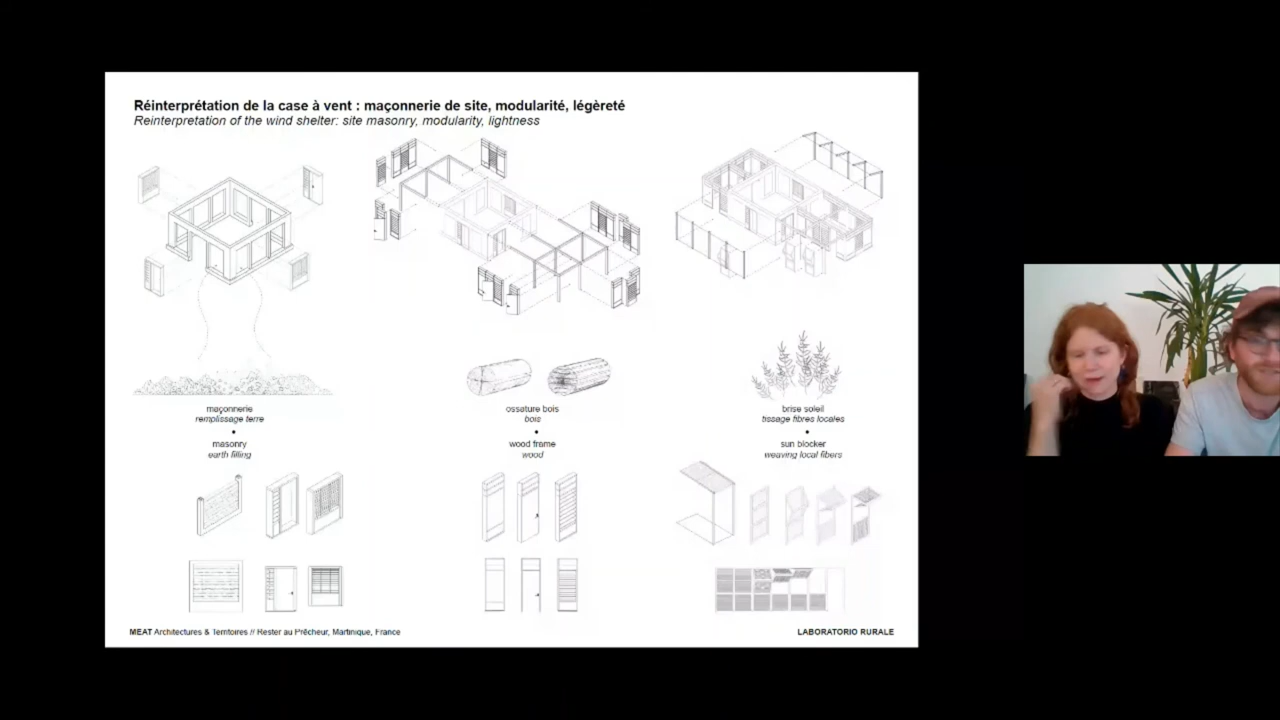 Réinterprétation de la case à vent : maçonnerie de site, modularité, légèreté
Reinterpretation of the wind shelter: site masonry, modularity, lightness
maçonnerie
remplissage terre
•
masonry
earth filling
ossature bois
bois
•
wood frame
wood
brise soleil
tissage fibres locales
•
sun blocker
weaving local fibers
MEAT Architectures & Territoires // Rester au Prêcheur, Martinique, France
LABORATORIO RURALE